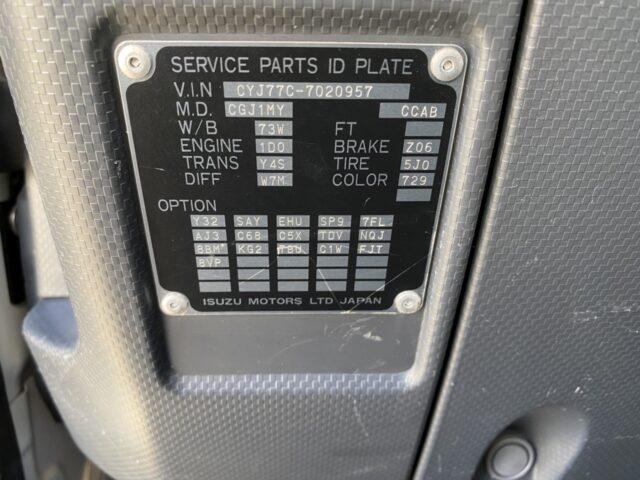 SERVICE PARTS ID PLATE
V.I.N CYJ77C-7020957
M.D. CGJ1MY CCAB
W/B 73W FT
ENGINE 1D0 BRAKE Z06
TRANS Y4S TIRE 5J0
DIFF W7M COLOR 729
OPTION
Y32 SAY EHU SP9 7FL
AJ3 C68 C5X TDV NQJ
8BM KG2 C1W FJT
8VP
ISUZU MOTORS LTD JAPAN